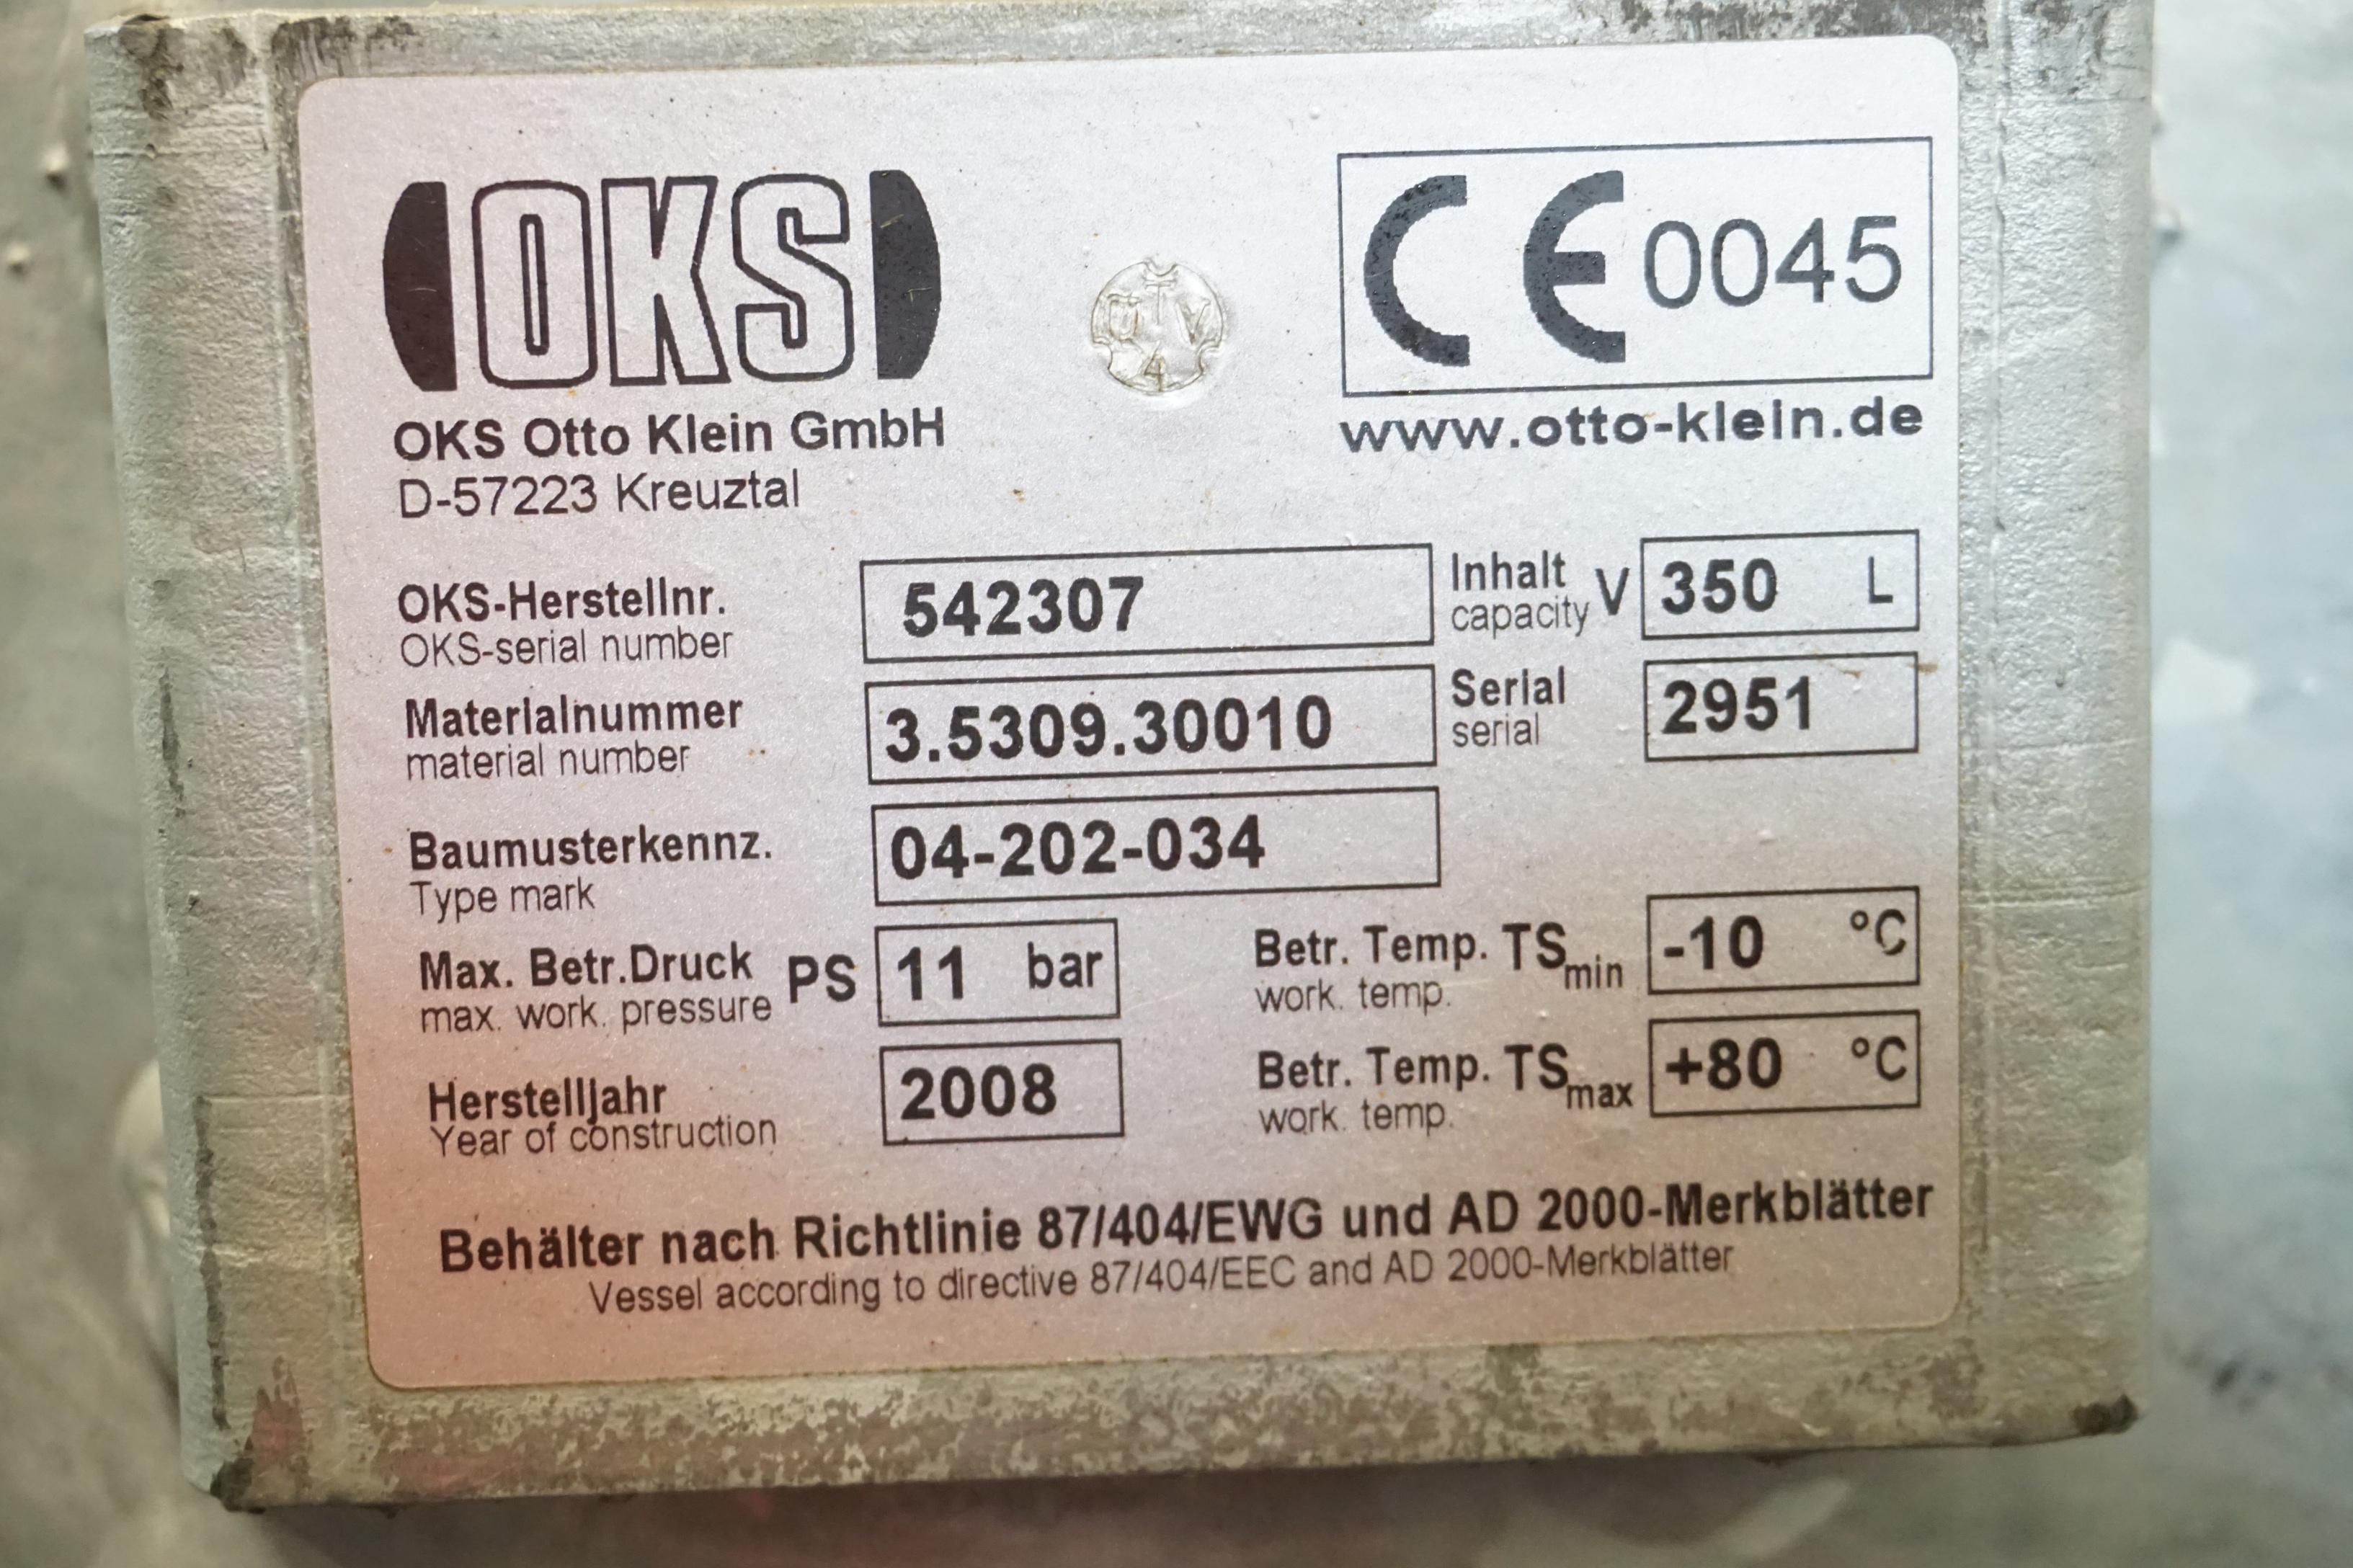 OKS
CE 0045
TÜV
4
OKS Otto Klein GmbH
D-57223 Kreuztal
www.otto-klein.de
OKS-Herstellnr.
OKS-serial number
542307
Inhalt
capacity
V
350 L
Materialnummer
material number
3.5309.30010
Serial
serial
2951
Baumusterkennz.
Type mark
04-202-034
Max. Betr.Druck
max. work. pressure
PS
11 bar
Betr. Temp. TSmin
work. temp.
-10 °C
Herstelljahr
Year of construction
2008
Betr. Temp. TSmax
work. temp.
+80 °C
Behälter nach Richtlinie 87/404/EWG und AD 2000-Merkblätter
Vessel according to directive 87/404/EEC and AD 2000-Merkblätter